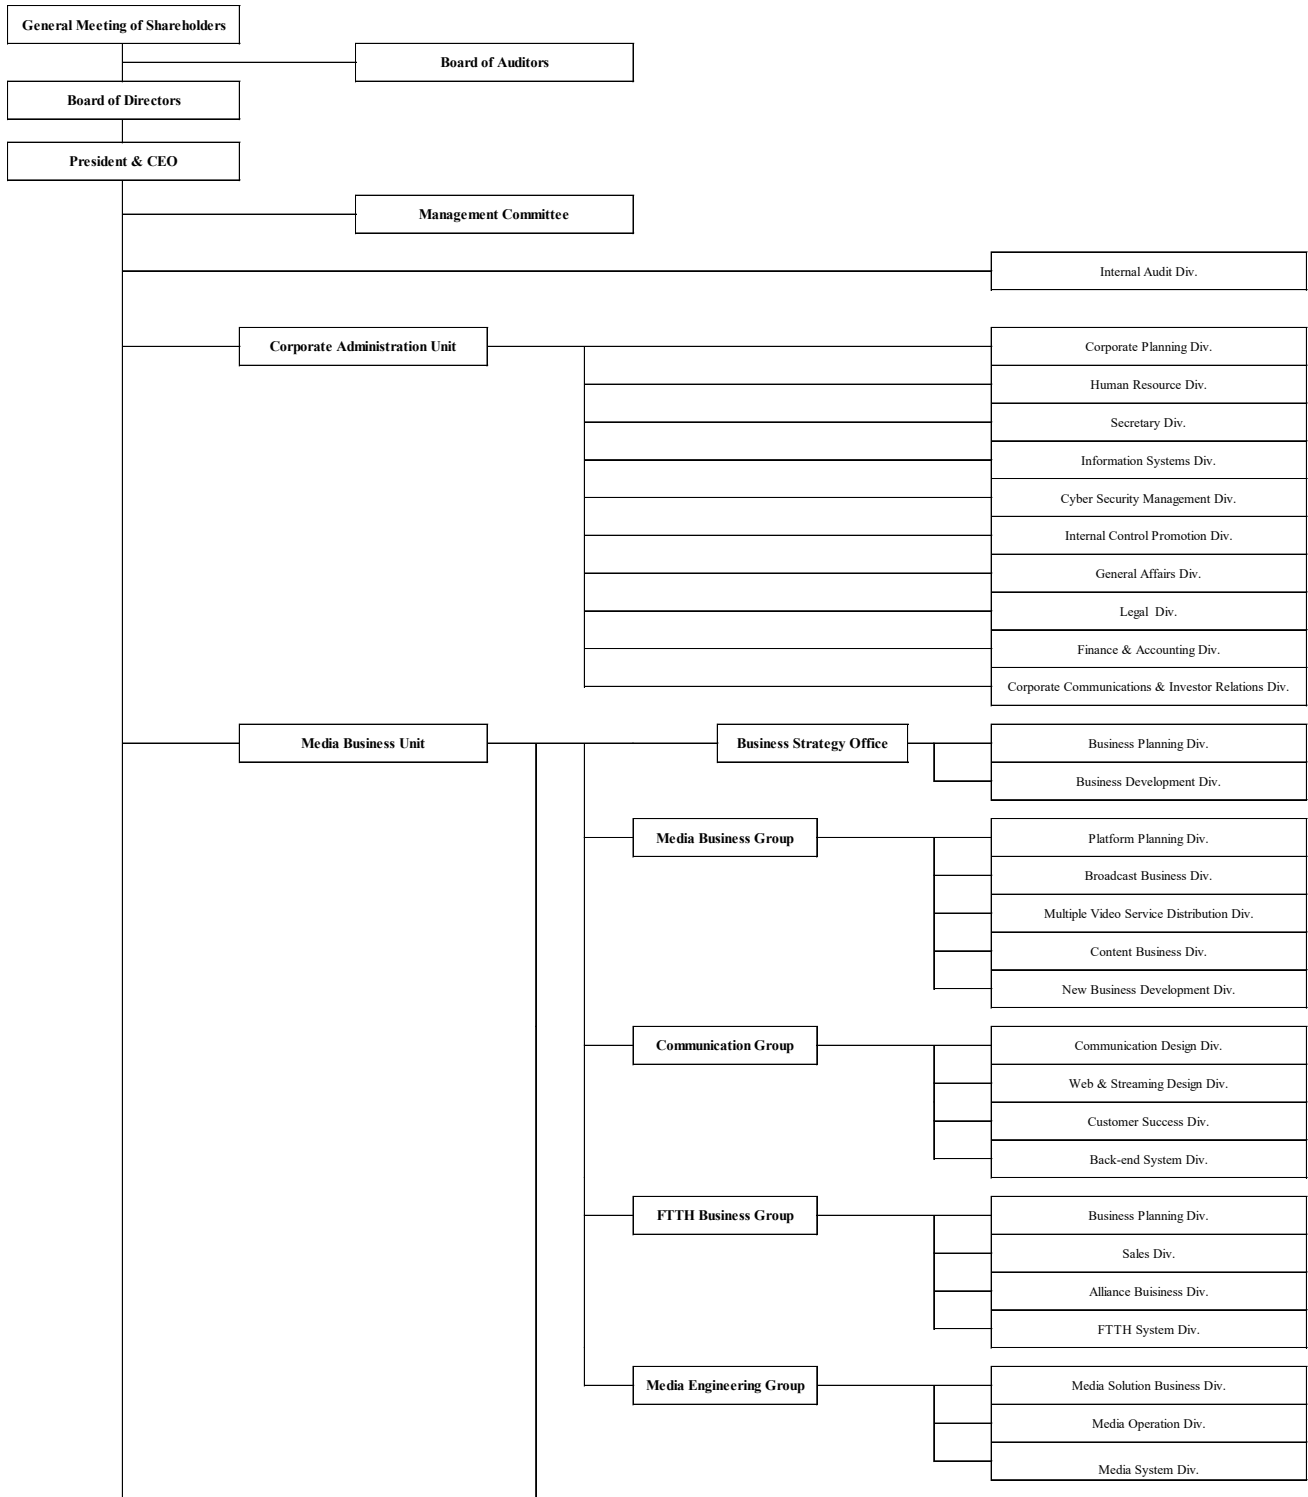 General Meeting of Shareholders
Board of Auditors
Board of Directors
President & CEO
Management Committee
Internal Audit Div.
Corporate Administration Unit
Corporate Planning Div.
Human Resource Div.
Secretary Div.
Information Systems Div.
Cyber Security Management Div.
Internal Control Promotion Div.
General Affairs Div.
Legal Div.
Finance & Accounting Div.
Corporate Communications & Investor Relations Div.
Media Business Unit
Business Strategy Office
Business Planning Div.
Business Development Div.
Media Business Group
Platform Planning Div.
Broadcast Business Div.
Multiple Video Service Distribution Div.
Content Business Div.
New Business Development Div.
Communication Group
Communication Design Div.
Web & Streaming Design Div.
Customer Success Div.
Back-end System Div.
FTTH Business Group
Business Planning Div.
Sales Div.
Alliance Buisiness Div.
FTTH System Div.
Media Engineering Group
Media Solution Business Div.
Media Operation Div.
Media System Div.